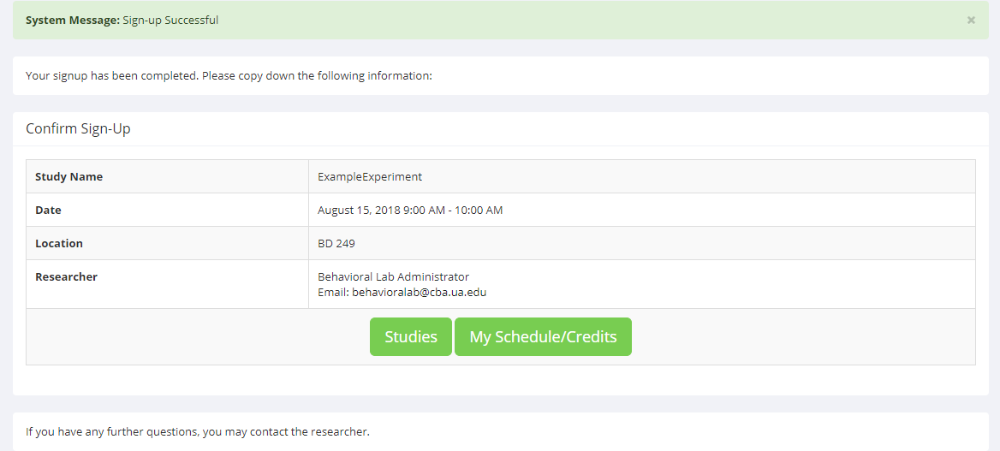 System Message: Sign-up Successful ×
Your signup has been completed. Please copy down the following information:
Confirm Sign-Up
Study Name ExampleExperiment
Date August 15, 2018 9:00 AM - 10:00 AM
Location BD 249
Researcher Behavioral Lab Administrator
Email: behavioralab@cba.ua.edu
Studies My Schedule/Credits
If you have any further questions, you may contact the researcher.